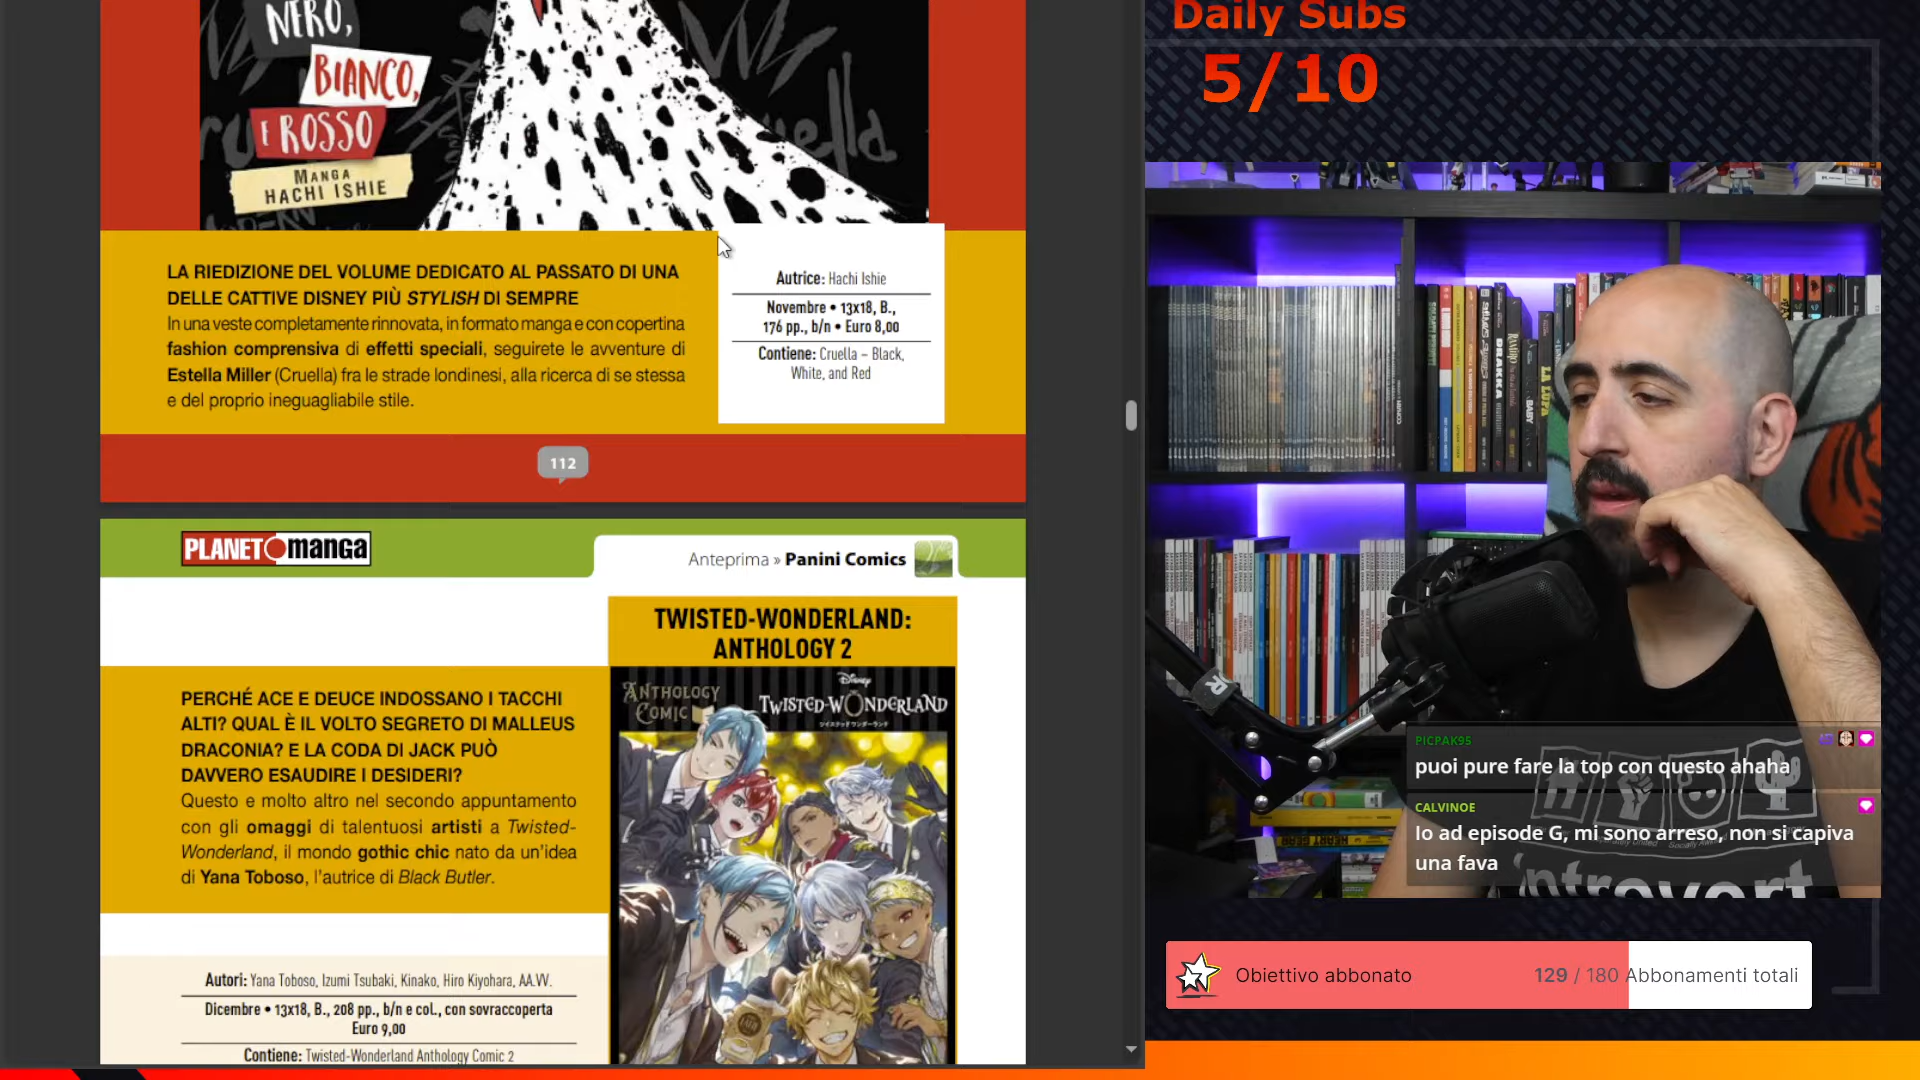 NERO,
BIANCO,
E ROSSO
MANGA
HACHI ISHIE
LA RIEDIZIONE DEL VOLUME DEDICATO AL PASSATO DI UNA
DELLE CATTIVE DISNEY PIÙ STYLISH DI SEMPRE
In una veste completamente rinnovata, in formato manga e con copertina
fashion comprensiva di effetti speciali, seguirete le avventure di
Estella Miller (Cruella) fra le strade londinesi, alla ricerca di se stessa
e del proprio ineguagliabile stile.
Autrice: Hachi Ishie
Novembre • 13x18, B.,
176 pp., b/n • Euro 8,00
Contiene: Cruella – Black,
White, and Red
112
PLANET manga
Anteprima » Panini Comics
TWISTED-WONDERLAND:
ANTHOLOGY 2
PERCHÉ ACE E DEUCE INDOSSANO I TACCHI
ALTI? QUAL È IL VOLTO SEGRETO DI MALLEUS
DRACONIA? E LA CODA DI JACK PUÒ
DAVVERO ESAUDIRE I DESIDERI?
Questo e molto altro nel secondo appuntamento
con gli omaggi di talentuosi artisti a Twisted-
Wonderland, il mondo gothic chic nato da un'idea
di Yana Toboso, l'autrice di Black Butler.
Autori: Yana Toboso, Izumi Tsubaki, Kinako, Hiro Kiyohara, AA.VV.
Dicembre • 13x18, B., 208 pp., b/n e col., con sovraccoperta
Euro 9,00
Contiene: Twisted-Wonderland Anthology Comic 2
ANTHOLOGY
COMIC
Disney
TWISTED-WONDERLAND
Daily Subs
5/10
DRAKKA
BABY
LA LUPA
R
PICPAK95
puoi pure fare la top con questo ahaha
CALVINOE
Io ad episode G, mi sono arreso, non si capiva
una fava
ntrovert
Obiettivo abbonato
129 / 180 Abbonamenti totali